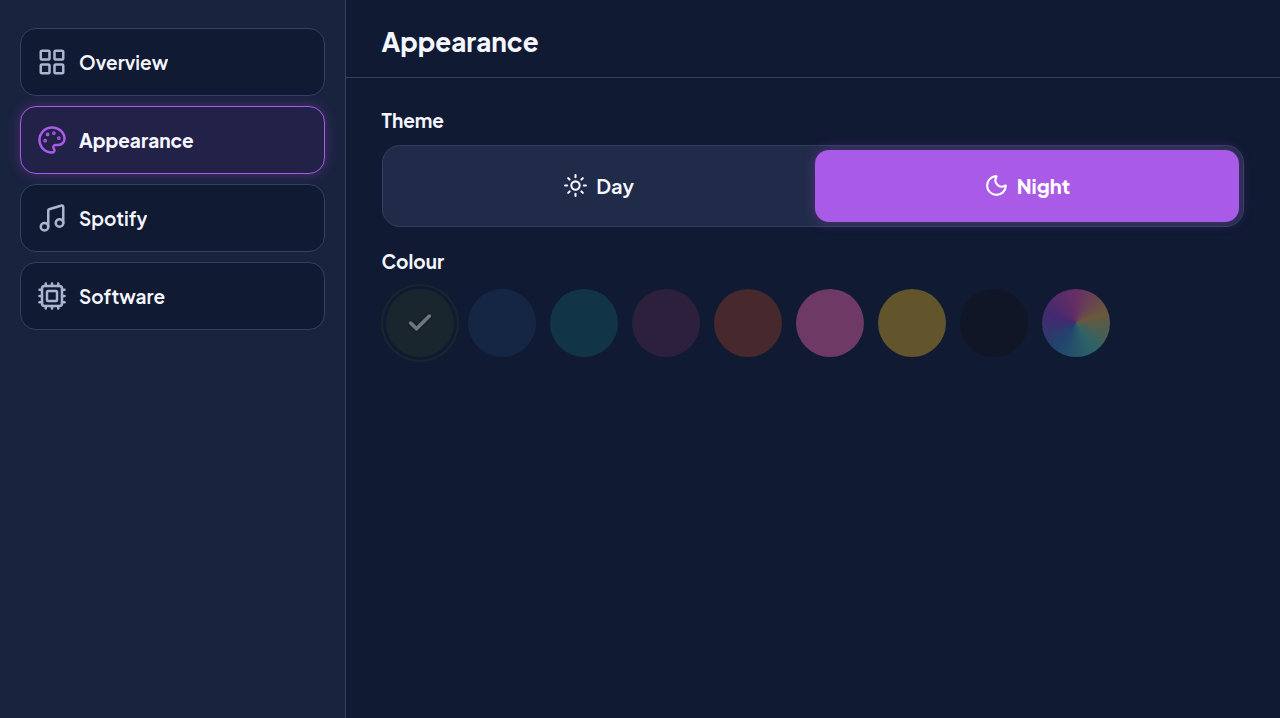 Overview
Appearance
Spotify
Software
Appearance
Theme
Day
Night
Colour